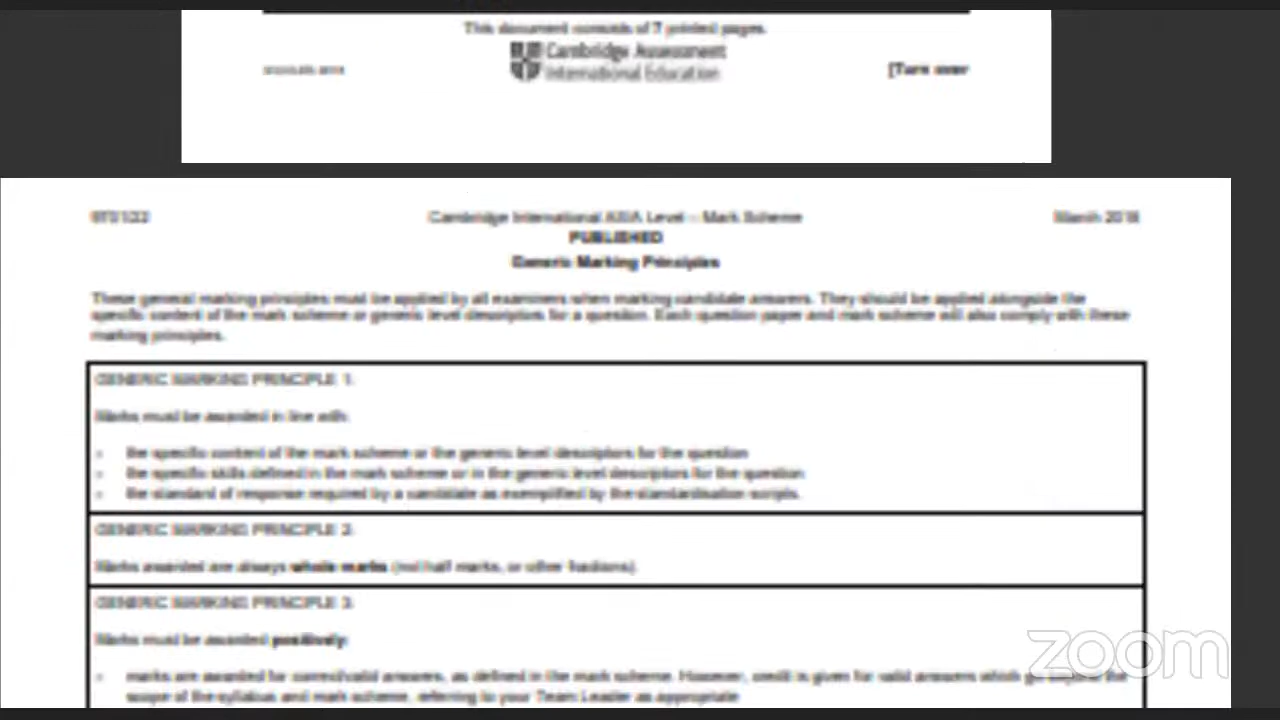 This document consists of 7 printed pages.
Cambridge Assessment
International Education
[Turn over
Cambridge International AS/A Level – Mark Scheme
March 2018
PUBLISHED
Generic Marking Principles
These general marking principles must be applied by all examiners when marking candidate answers. They should be applied alongside the
specific content of the mark scheme or generic level descriptors for a question. Each question paper and mark scheme will also comply with these
marking principles.
GENERIC MARKING PRINCIPLE 1:
Marks must be awarded in line with:
• the specific content of the mark scheme or the generic level descriptors for the question
• the specific skills defined in the mark scheme or in the generic level descriptors for the question
• the standard of response required by a candidate as exemplified by the standardisation scripts.
GENERIC MARKING PRINCIPLE 2:
Marks awarded are always whole marks (not half marks, or other fractions).
GENERIC MARKING PRINCIPLE 3:
Marks must be awarded positively:
• marks are awarded for correct/valid answers, as defined in the mark scheme. However, credit is given for valid answers which go beyond the
scope of the syllabus and mark scheme, referring to your Team Leader as appropriate
zoom